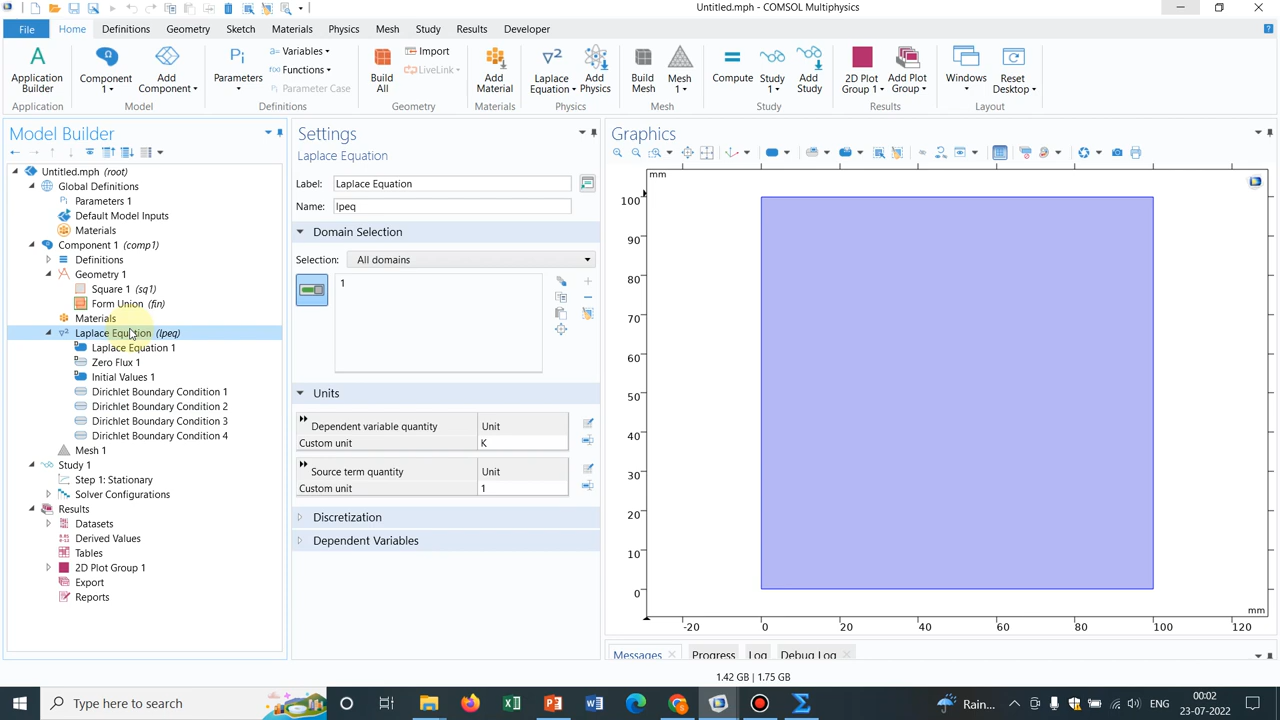 Untitled.mph - COMSOL Multiphysics
File Home Definitions Geometry Sketch Materials Physics Mesh Study Results Developer
Application Builder
Component 1
Add Component
Parameters
a= Variables
f(x) Functions
Pi Parameter Case
Build All
Import
LiveLink
Add Material
Laplace Equation
Add Physics
Build Mesh
Mesh 1
Compute
Study 1
Add Study
2D Plot Group 1
Add Plot Group
Windows
Reset Desktop
Application Model Definitions Geometry Materials Physics Mesh Study Results Layout
Model Builder
Untitled.mph (root)
Global Definitions
Parameters 1
Default Model Inputs
Materials
Component 1 (comp1)
Definitions
Geometry 1
Square 1 (sq1)
Form Union (fin)
Materials
Laplace Equation (lpeq)
Laplace Equation 1
Zero Flux 1
Initial Values 1
Dirichlet Boundary Condition 1
Dirichlet Boundary Condition 2
Dirichlet Boundary Condition 3
Dirichlet Boundary Condition 4
Mesh 1
Study 1
Step 1: Stationary
Solver Configurations
Results
Datasets
Derived Values
Tables
2D Plot Group 1
Export
Reports
Settings
Laplace Equation
Label: Laplace Equation
Name: lpeq
Domain Selection
Selection: All domains
1
Units
Dependent variable quantity Unit
Custom unit K
Source term quantity Unit
Custom unit 1
Discretization
Dependent Variables
Graphics
mm
100
90
80
70
60
50
40
30
20
10
0
mm
-20 0 20 40 60 80 100 120
Messages Progress Log Debug Log
1.42 GB | 1.75 GB
Type here to search
Rain...
ENG
00:02
23-07-2022